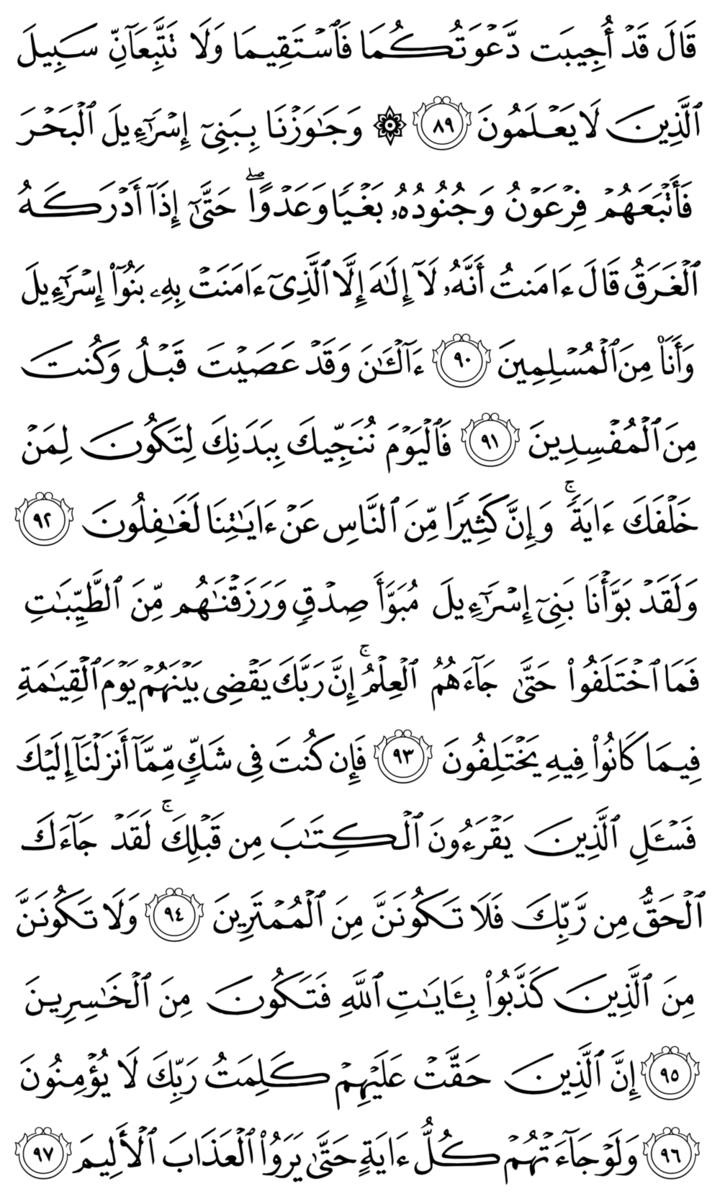 قَالَ قَدْ أُجِيبَت دَّعْوَتُكُمَا فَٱسْتَقِيمَا وَلَا تَتَّبِعَآنِّ سَبِيلَ
ٱلَّذِينَ لَا يَعْلَمُونَ ٨٩ ۞ وَجَٰوَزْنَا بِبَنِىٓ إِسْرَٰٓءِيلَ ٱلْبَحْرَ
فَأَتْبَعَهُمْ فِرْعَوْنُ وَجُنُودُهُۥ بَغْيًا وَعَدْوًا ۖ حَتَّىٰٓ إِذَآ أَدْرَكَهُ
ٱلْغَرَقُ قَالَ ءَامَنتُ أَنَّهُۥ لَآ إِلَٰهَ إِلَّا ٱلَّذِىٓ ءَامَنَتْ بِهِۦ بَنُوٓا۟ إِسْرَٰٓءِيلَ
وَأَنَا۠ مِنَ ٱلْمُسْلِمِينَ ٩٠ ءَآلْـَٰٔنَ وَقَدْ عَصَيْتَ قَبْلُ وَكُنتَ
مِنَ ٱلْمُفْسِدِينَ ٩١ فَٱلْيَوْمَ نُنَجِّيكَ بِبَدَنِكَ لِتَكُونَ لِمَنْ
خَلْفَكَ ءَايَةً ۚ وَإِنَّ كَثِيرًا مِّنَ ٱلنَّاسِ عَنْ ءَايَٰتِنَا لَغَٰفِلُونَ ٩٢
وَلَقَدْ بَوَّأْنَا بَنِىٓ إِسْرَٰٓءِيلَ مُبَوَّأَ صِدْقٍ وَرَزَقْنَٰهُم مِّنَ ٱلطَّيِّبَٰتِ
فَمَا ٱخْتَلَفُوا۟ حَتَّىٰ جَآءَهُمُ ٱلْعِلْمُ ۚ إِنَّ رَبَّكَ يَقْضِى بَيْنَهُمْ يَوْمَ ٱلْقِيَٰمَةِ
فِيمَا كَانُوا۟ فِيهِ يَخْتَلِفُونَ ٩٣ فَإِن كُنتَ فِى شَكٍّ مِّمَّآ أَنزَلْنَآ إِلَيْكَ
فَسْـَٔلِ ٱلَّذِينَ يَقْرَءُونَ ٱلْكِتَٰبَ مِن قَبْلِكَ ۚ لَقَدْ جَآءَكَ
ٱلْحَقُّ مِن رَّبِّكَ فَلَا تَكُونَنَّ مِنَ ٱلْمُمْتَرِينَ ٩٤ وَلَا تَكُونَنَّ
مِنَ ٱلَّذِينَ كَذَّبُوا۟ بِـَٔايَٰتِ ٱللَّهِ فَتَكُونَ مِنَ ٱلْخَٰسِرِينَ
٩٥ إِنَّ ٱلَّذِينَ حَقَّتْ عَلَيْهِمْ كَلِمَتُ رَبِّكَ لَا يُؤْمِنُونَ
٩٦ وَلَوْ جَآءَتْهُمْ كُلُّ ءَايَةٍ حَتَّىٰ يَرَوُا۟ ٱلْعَذَابَ ٱلْأَلِيمَ ٩٧